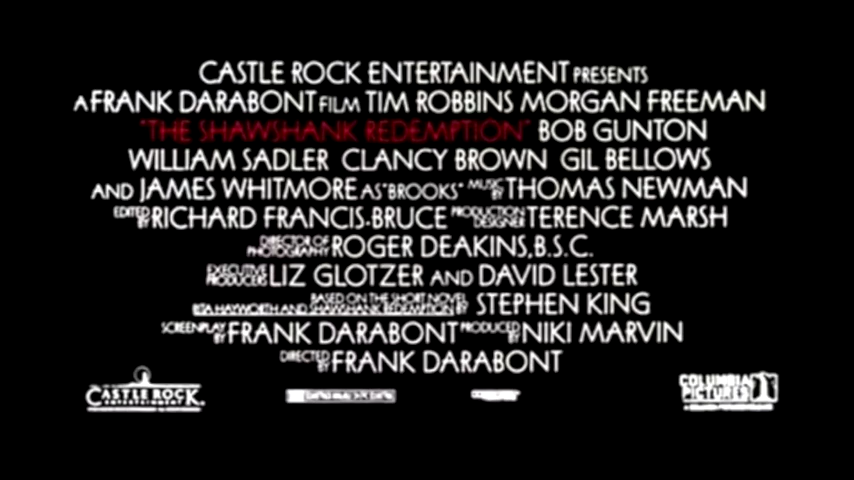 CASTLE ROCK ENTERTAINMENT PRESENTS
A FRANK DARABONT FILM TIM ROBBINS MORGAN FREEMAN
"THE SHAWSHANK REDEMPTION" BOB GUNTON
WILLIAM SADLER CLANCY BROWN GIL BELLOWS
AND JAMES WHITMORE AS "BROOKS" MUSIC BY THOMAS NEWMAN
EDITED BY RICHARD FRANCIS-BRUCE PRODUCTION DESIGNER TERENCE MARSH
DIRECTOR OF PHOTOGRAPHY ROGER DEAKINS, B.S.C.
EXECUTIVE PRODUCERS LIZ GLOTZER AND DAVID LESTER
BASED ON THE SHORT NOVEL RITA HAYWORTH AND SHAWSHANK REDEMPTION BY STEPHEN KING
SCREENPLAY BY FRANK DARABONT PRODUCED BY NIKI MARVIN
DIRECTED BY FRANK DARABONT
CASTLE ROCK ENTERTAINMENT
COLUMBIA PICTURES